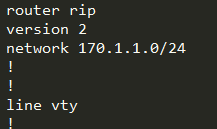 router rip
version 2
network 170.1.1.0/24
!
!
line vty
!